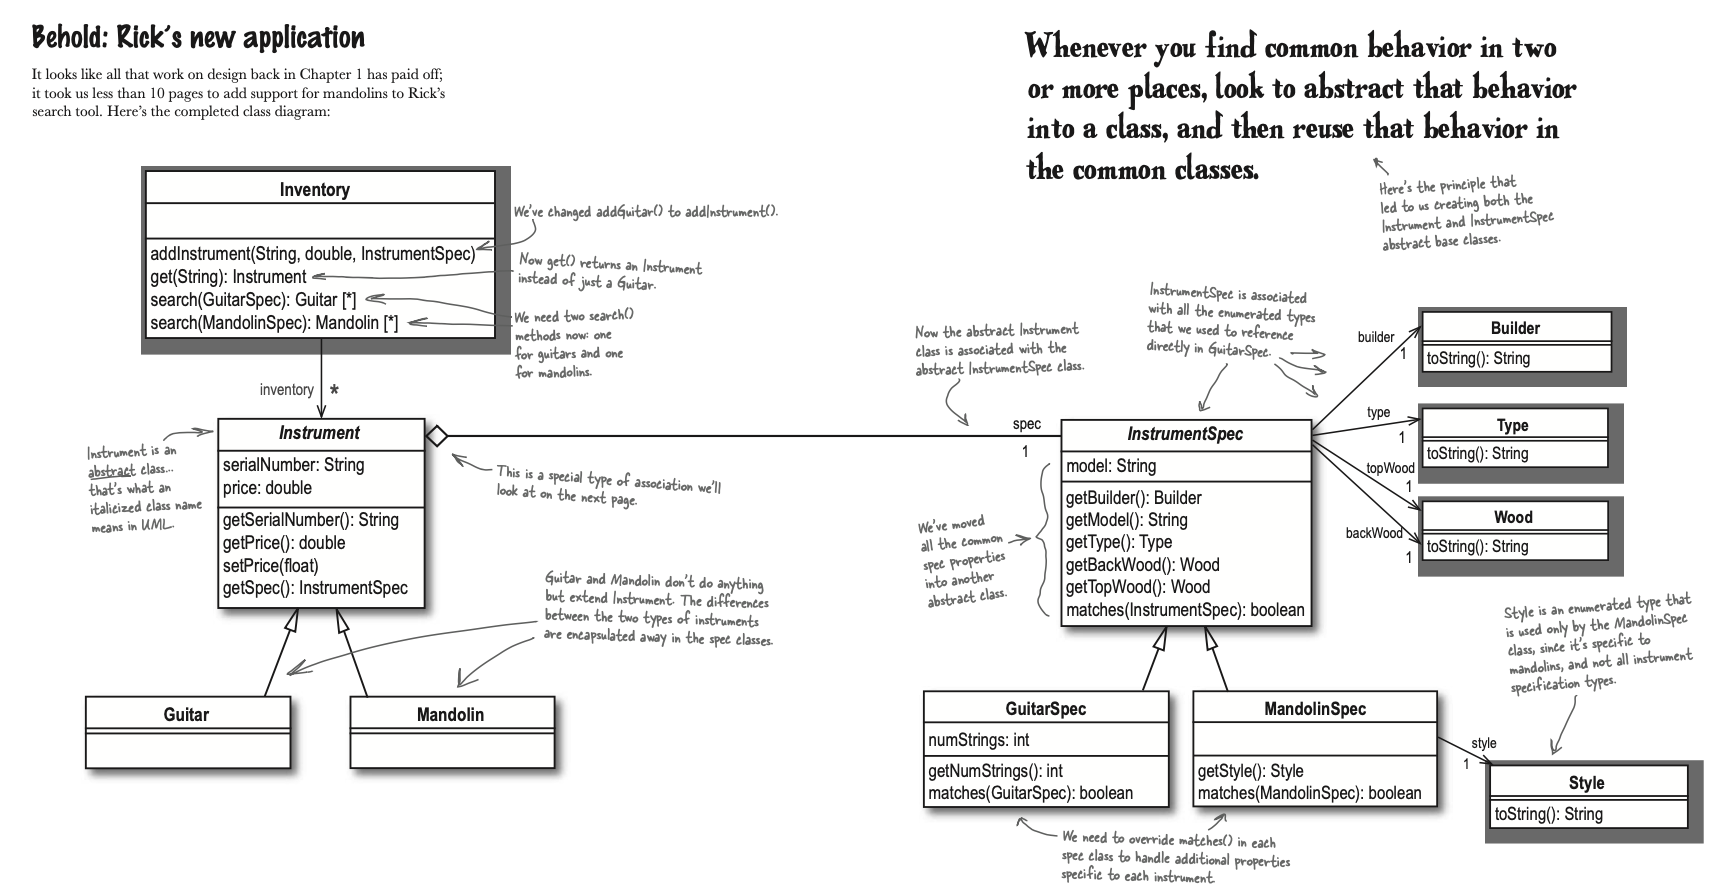 Behold: Rick's new application
It looks like all that work on design back in Chapter 1 has paid off;
it took us less than 10 pages to add support for mandolins to Rick's
search tool. Here's the completed class diagram:
Whenever you find common behavior in two
or more places, look to abstract that behavior
into a class, and then reuse that behavior in
the common classes.
Here's the principle that
led to us creating both the
Instrument and InstrumentSpec
abstract base classes.
Inventory
addInstrument(String, double, InstrumentSpec)
get(String): Instrument
search(GuitarSpec): Guitar [*]
search(MandolinSpec): Mandolin [*]
We've changed addGuitar() to addInstrument().
Now get() returns an Instrument
instead of just a Guitar.
We need two search()
methods now: one
for guitars and one
for mandolins.
inventory
*
Instrument is an
abstract class...
that's what an
italicized class name
means in UML.
Instrument
serialNumber: String
price: double
getSerialNumber(): String
getPrice(): double
setPrice(float)
getSpec(): InstrumentSpec
This is a special type of association we'll
look at on the next page.
Now the abstract Instrument
class is associated with the
abstract InstrumentSpec class.
InstrumentSpec is associated
with all the enumerated types
that we used to reference
directly in GuitarSpec.
spec
1
InstrumentSpec
model: String
getBuilder(): Builder
getModel(): String
getType(): Type
getBackWood(): Wood
getTopWood(): Wood
matches(InstrumentSpec): boolean
We've moved
all the common
spec properties
into another
abstract class.
builder
1
Builder
toString(): String
type
1
Type
toString(): String
topWood
1
backWood
1
Wood
toString(): String
Guitar and Mandolin don't do anything
but extend Instrument. The differences
between the two types of instruments
are encapsulated away in the spec classes.
Guitar
Mandolin
GuitarSpec
numStrings: int
getNumStrings(): int
matches(GuitarSpec): boolean
MandolinSpec
getStyle(): Style
matches(MandolinSpec): boolean
We need to override matches() in each
spec class to handle additional properties
specific to each instrument.
Style is an enumerated type that
is used only by the MandolinSpec
class, since it's specific to
mandolins, and not all instrument
specification types.
style
1
Style
toString(): String